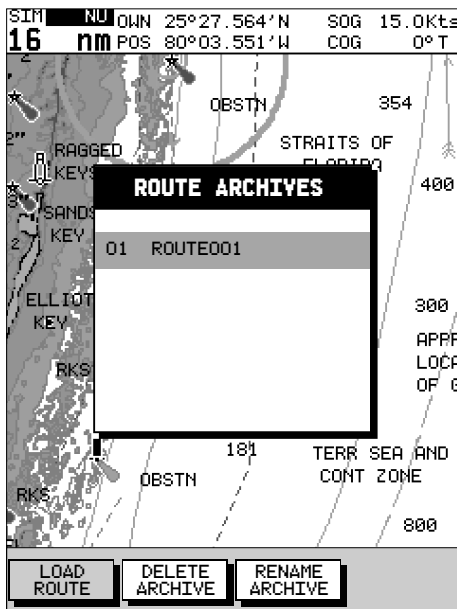 SIM NU OWN 25°27.564'N SOG 15.0Kts
16 nm POS 80°03.551'W COG 0°T
2
OBSTN 354
STRAITS OF
RAGGED
KEYS
400
ROUTE ARCHIVES
SANDS
KEY
2
01 ROUTE001
ELLIOT
KEY
300
APPR
LOCA
OF
RKS
181
TERR SEA AND
CONT ZONE
OBSTN
RKS
800
LOAD ROUTE
DELETE ARCHIVE
RENAME ARCHIVE